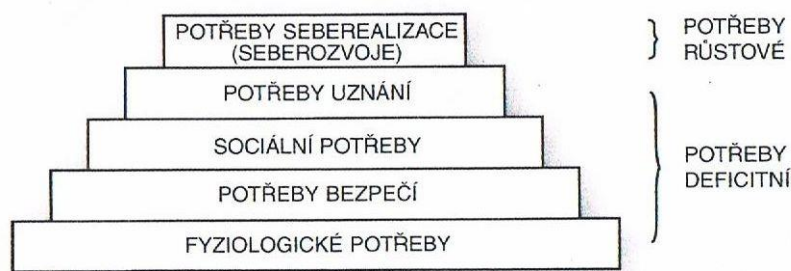 POTŘEBY SEBEREALIZACE
(SEBEROZVOJE)
POTŘEBY
RŮSTOVÉ
POTŘEBY UZNÁNÍ
SOCIÁLNÍ POTŘEBY
POTŘEBY
DEFICITNÍ
POTŘEBY BEZPEČÍ
FYZIOLOGICKÉ POTŘEBY